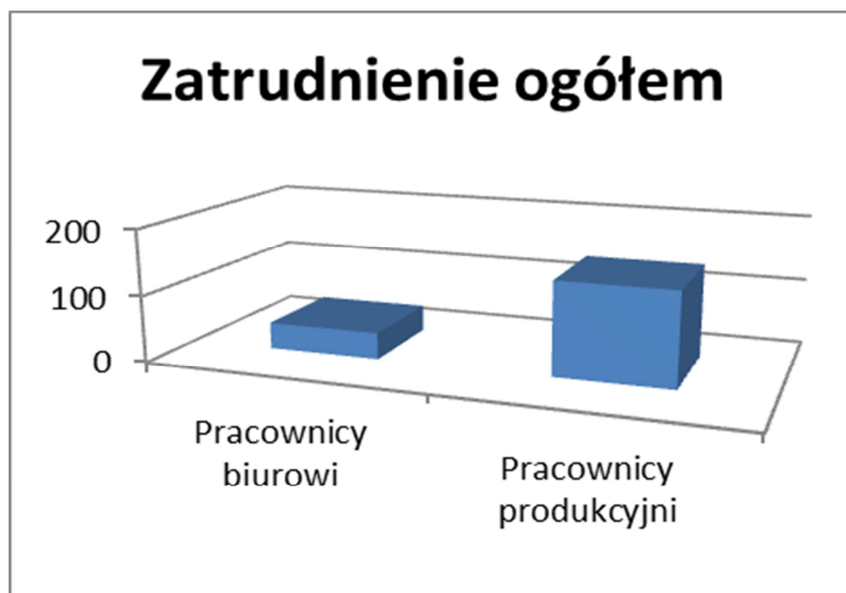 Zatrudnienie ogółem
200
100
0
Pracownicy
biurowi
Pracownicy
produkcyjni